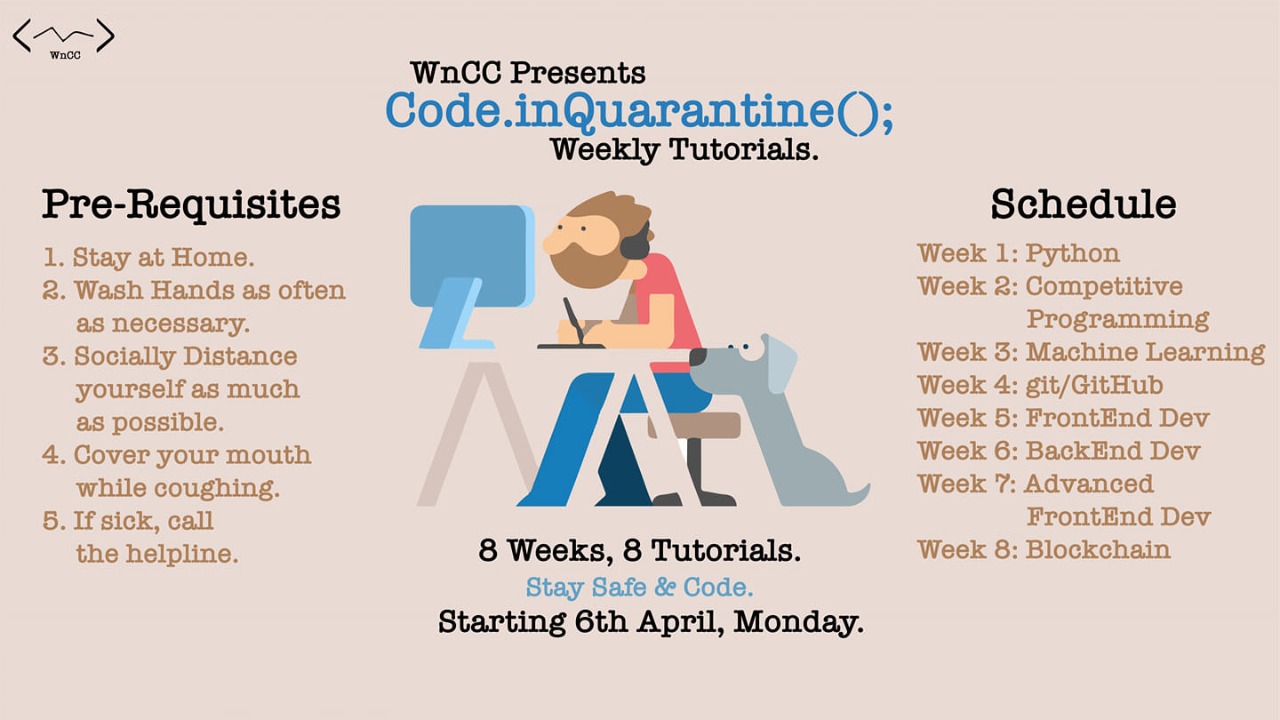 WnCC
WnCC Presents
Code.inQuarantine();
Weekly Tutorials.
Pre-Requisites
1. Stay at Home.
2. Wash Hands as often
as necessary.
3. Socially Distance
yourself as much
as possible.
4. Cover your mouth
while coughing.
5. If sick, call
the helpline.
Schedule
Week 1: Python
Week 2: Competitive
Programming
Week 3: Machine Learning
Week 4: git/GitHub
Week 5: FrontEnd Dev
Week 6: BackEnd Dev
Week 7: Advanced
FrontEnd Dev
Week 8: Blockchain
8 Weeks, 8 Tutorials.
Stay Safe & Code.
Starting 6th April, Monday.